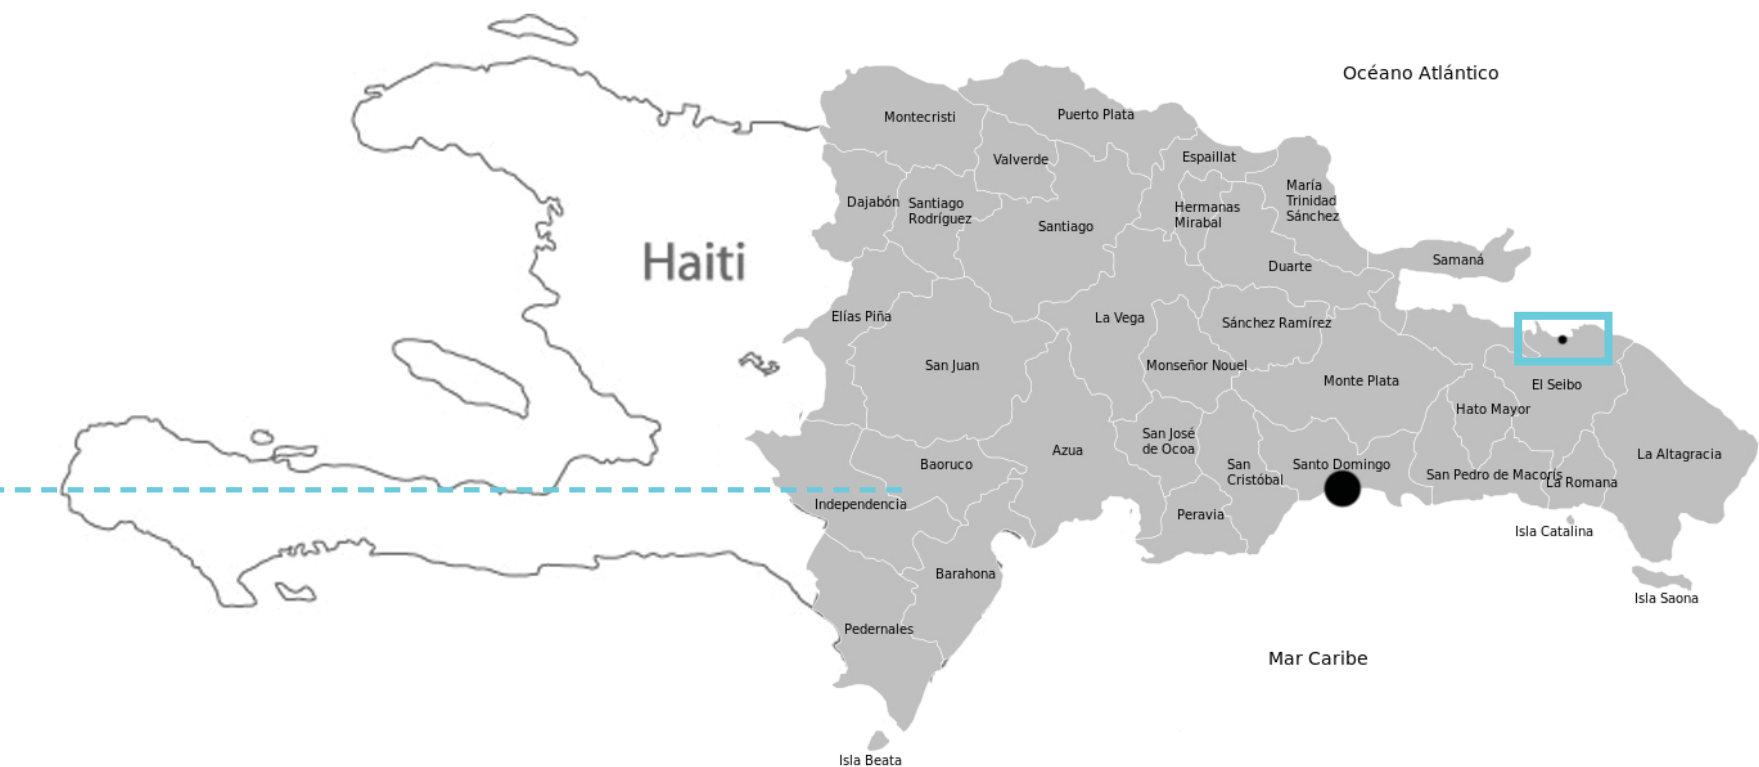 Océano Atlántico
Montecristi
Puerto Plata
Valverde
Espaillat
Dajabón
Santiago
Rodríguez
María
Trinidad
Sánchez
Hermanas
Mirabal
Santiago
Haiti
Samaná
Duarte
Elías Piña
La Vega
Sánchez Ramírez
San Juan
Monseñor Nouel
Monte Plata
El Seibo
Hato Mayor
San José
de Ocoa
Azua
Baoruco
San
Cristóbal
Santo Domingo
La Altagracia
San Pedro de Macorís
La Romana
Independencia
Peravia
Isla Catalina
Barahona
Isla Saona
Pedernales
Mar Caribe
Isla Beata